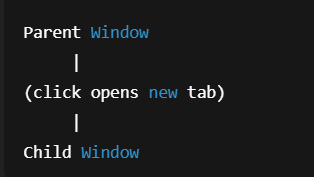 Parent Window
|
(click opens new tab)
|
Child Window